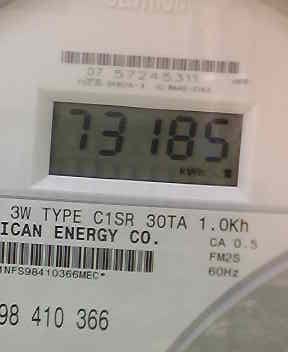 07 57245311
73185
KWH
3W TYPE C1SR 30TA 1.0Kh
ICAN ENERGY CO.
CA 0.5
FM2S
60Hz
1NFS98410366MEC*
98 410 366